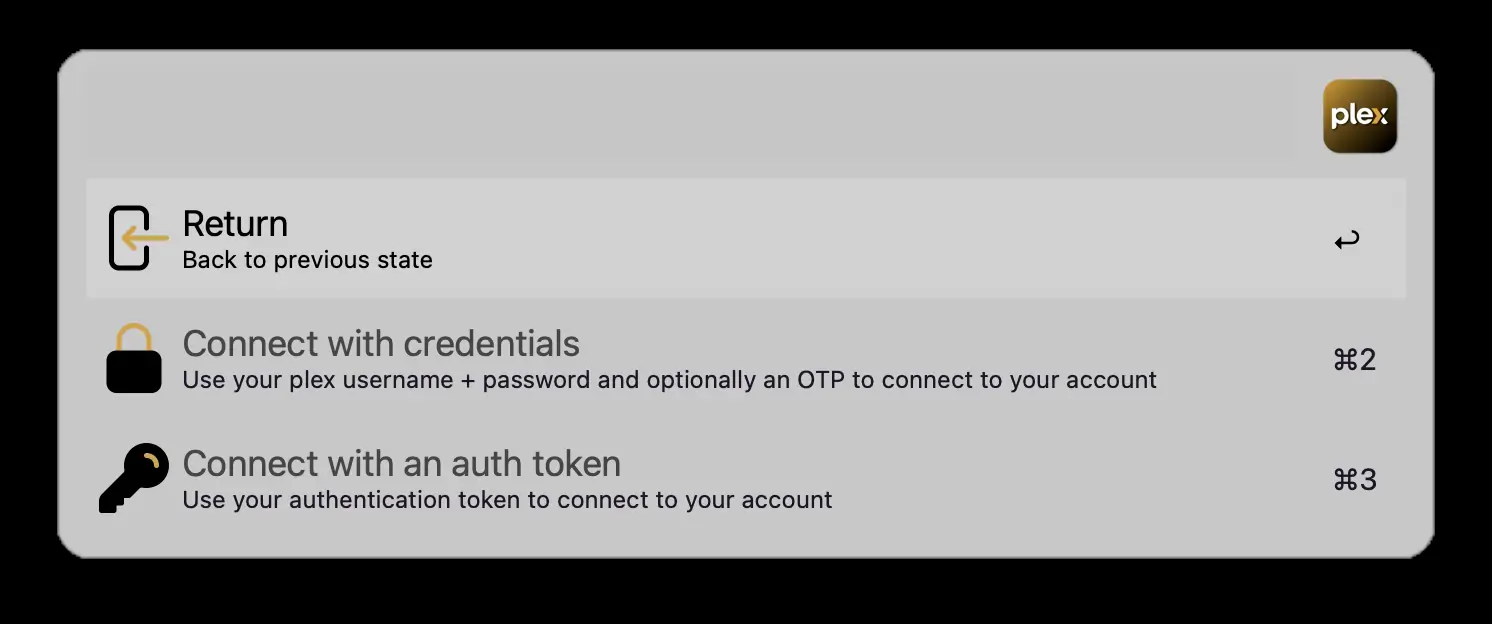 plex
Return
Back to previous state
↩
Connect with credentials
Use your plex username + password and optionally an OTP to connect to your account
⌘2
Connect with an auth token
Use your authentication token to connect to your account
⌘3